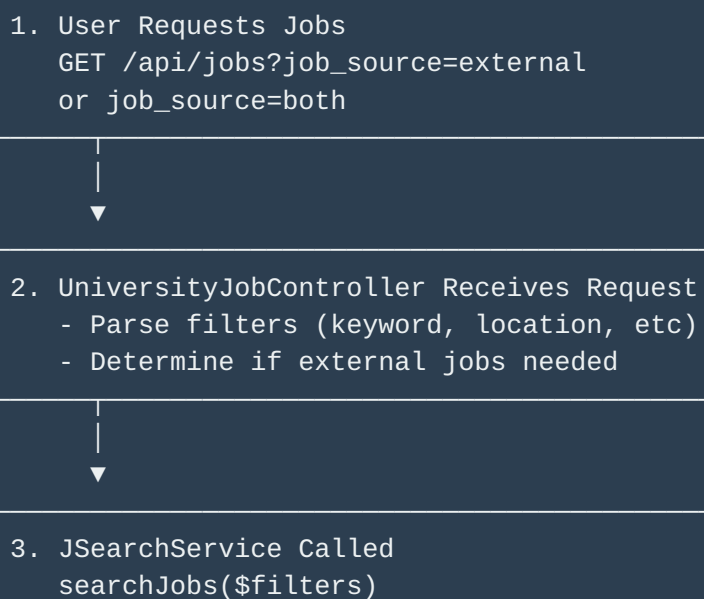 1. User Requests Jobs
GET /api/jobs?job_source=external
or job_source=both
2. UniversityJobController Receives Request
- Parse filters (keyword, location, etc)
- Determine if external jobs needed
3. JSearchService Called
searchJobs($filters)